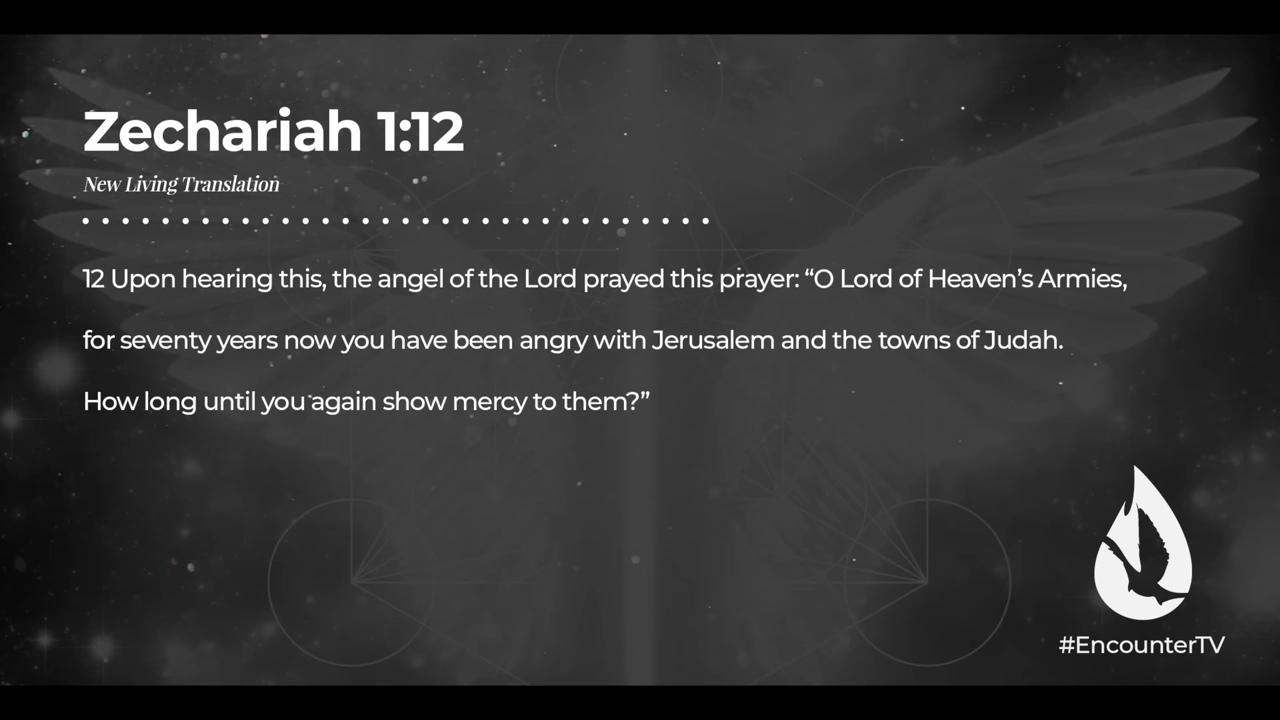 Zechariah 1:12
New Living Translation
12 Upon hearing this, the angel of the Lord prayed this prayer: “O Lord of Heaven’s Armies,
for seventy years now you have been angry with Jerusalem and the towns of Judah.
How long until you again show mercy to them?”
#EncounterTV